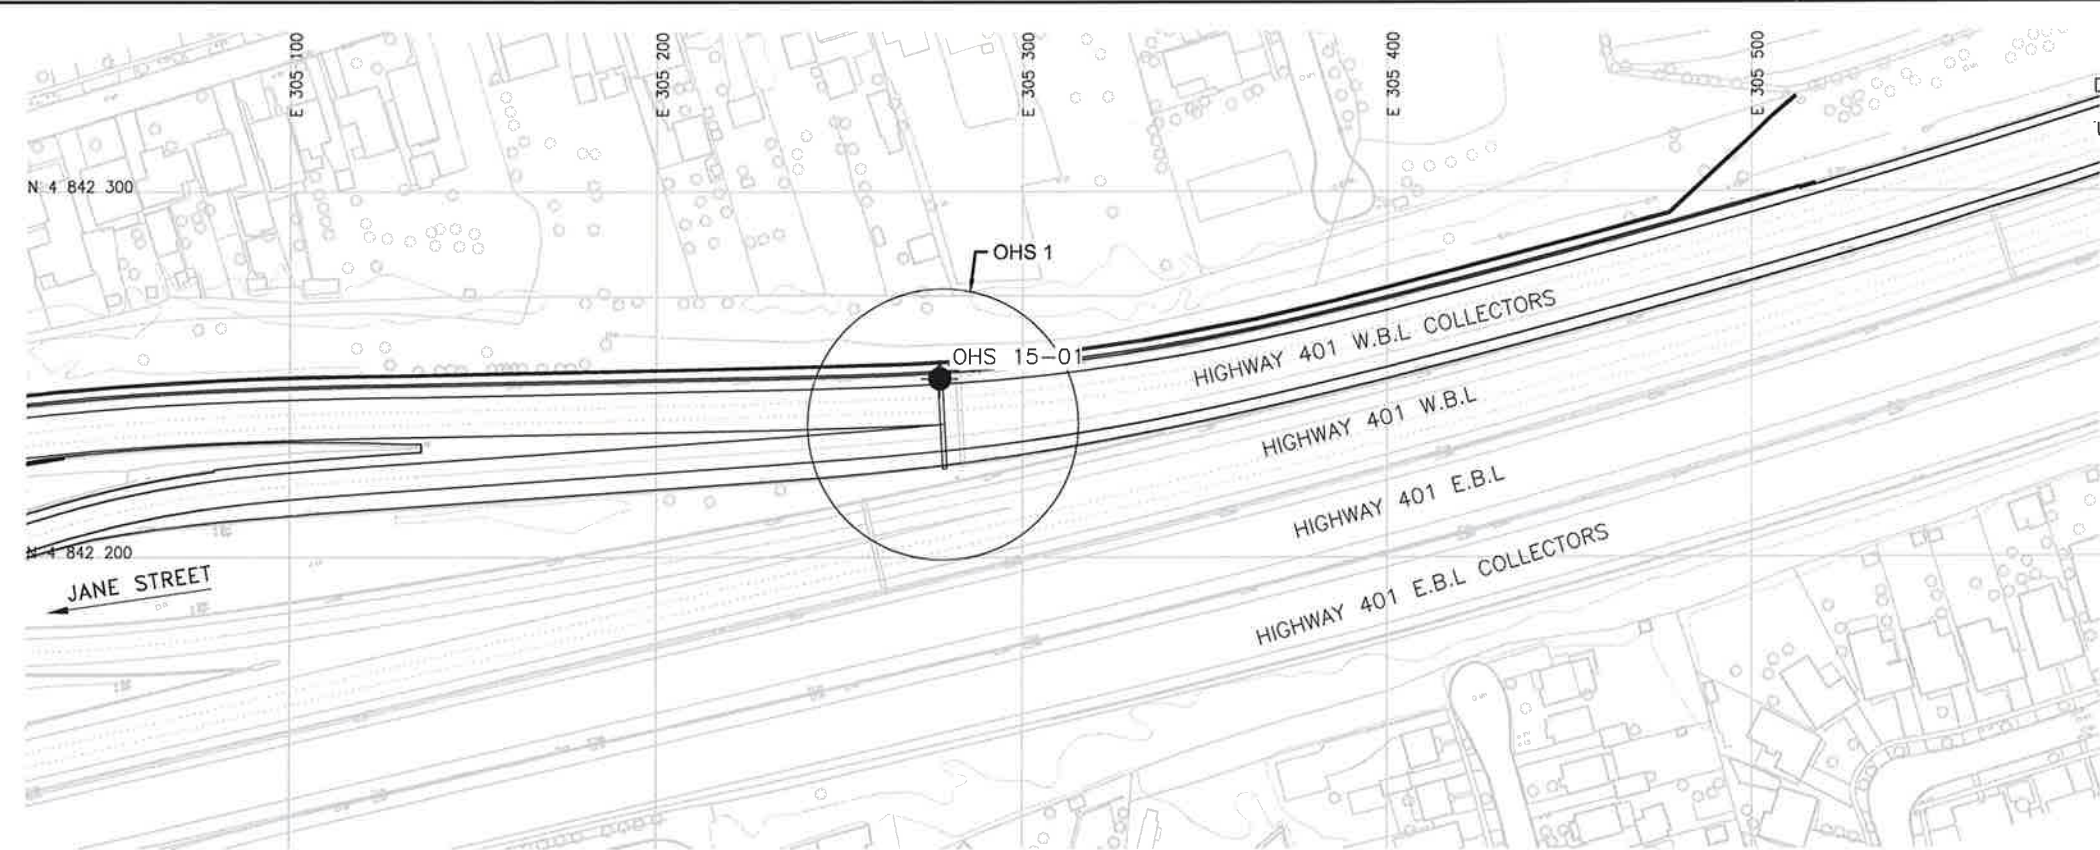 E 305 100
E 305 200
E 305 300
E 305 400
E 305 500
N 4 842 300
OHS 1
OHS 15-01
HIGHWAY 401 W.B.L COLLECTORS
HIGHWAY 401 W.B.L
HIGHWAY 401 E.B.L
HIGHWAY 401 E.B.L COLLECTORS
N 4 842 200
JANE STREET